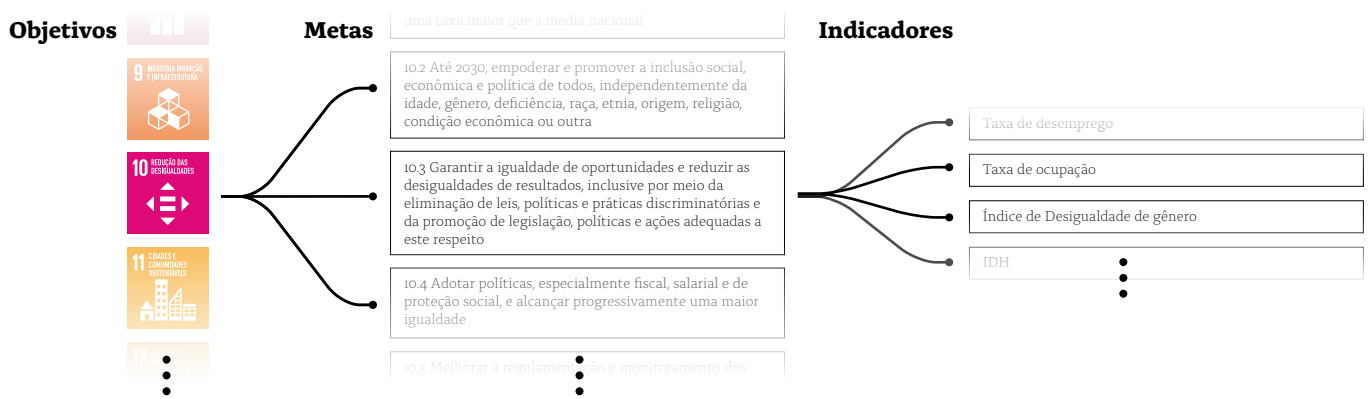 Objetivos
9 INDÚSTRIA INOVAÇÃO
E INFRAESTRUTURA
10 REDUÇÃO DAS
DESIGUALDADES
11 CIDADES E
COMUNIDADES
SUSTENTÁVEIS
12
Metas
uma taxa maior que a média nacional
10.2 Até 2030, empoderar e promover a inclusão social,
econômica e política de todos, independentemente da
idade, gênero, deficiência, raça, etnia, origem, religião,
condição econômica ou outra
10.3 Garantir a igualdade de oportunidades e reduzir as
desigualdades de resultados, inclusive por meio da
eliminação de leis, políticas e práticas discriminatórias e
da promoção de legislação, políticas e ações adequadas a
este respeito
10.4 Adotar políticas, especialmente fiscal, salarial e de
proteção social, e alcançar progressivamente uma maior
igualdade
10.5 Melhorar a regulamentação e monitoramento dos
Indicadores
Taxa de desemprego
Taxa de ocupação
Índice de Desigualdade de gênero
IDH